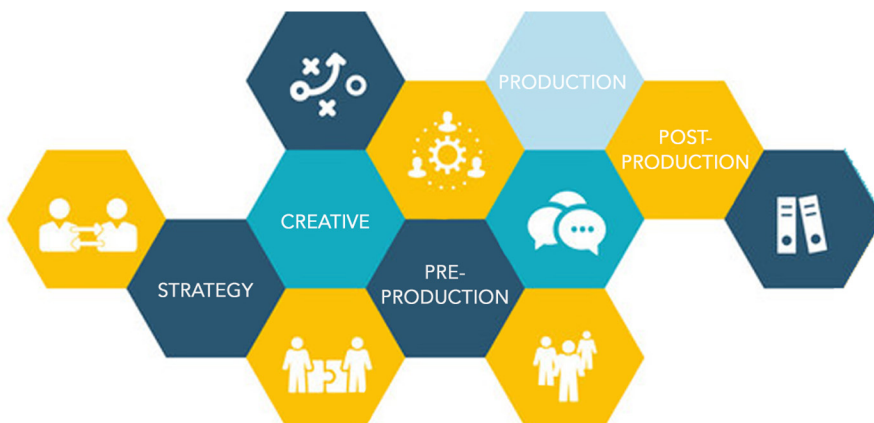 PRODUCTION
POST-
PRODUCTION
CREATIVE
PRE-
PRODUCTION
STRATEGY